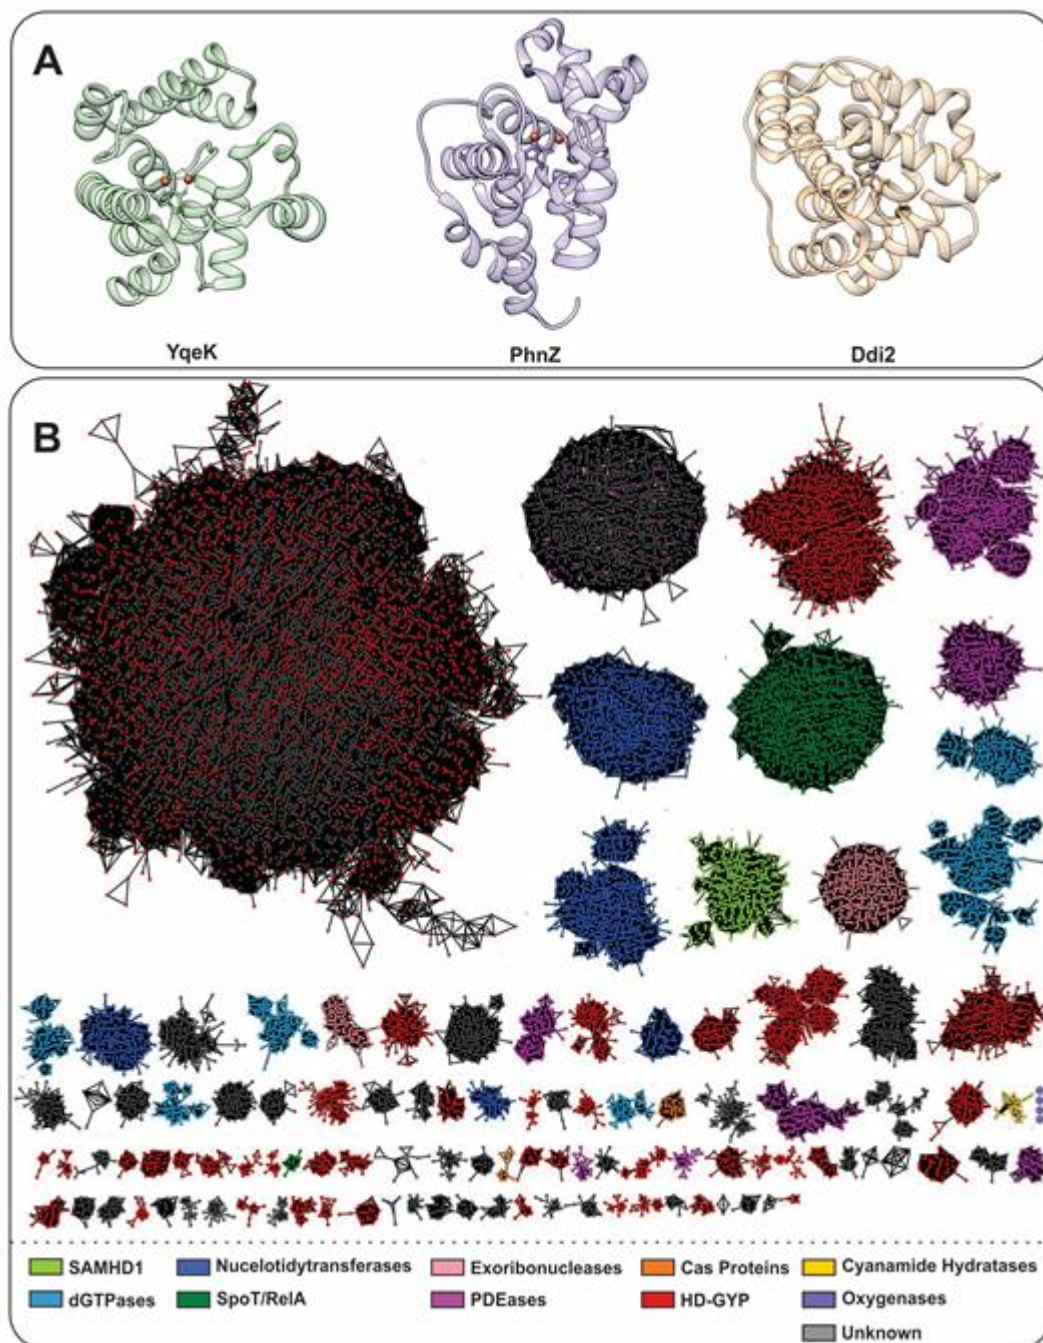 A
YqeK PhnZ Ddi2
B
SAMHD1 Nucelotidytransferases Exoribonucleases Cas Proteins Cyanamide Hydratases
dGTPases SpoT/RelA PDEases HD-GYP Oxygenases
Unknown